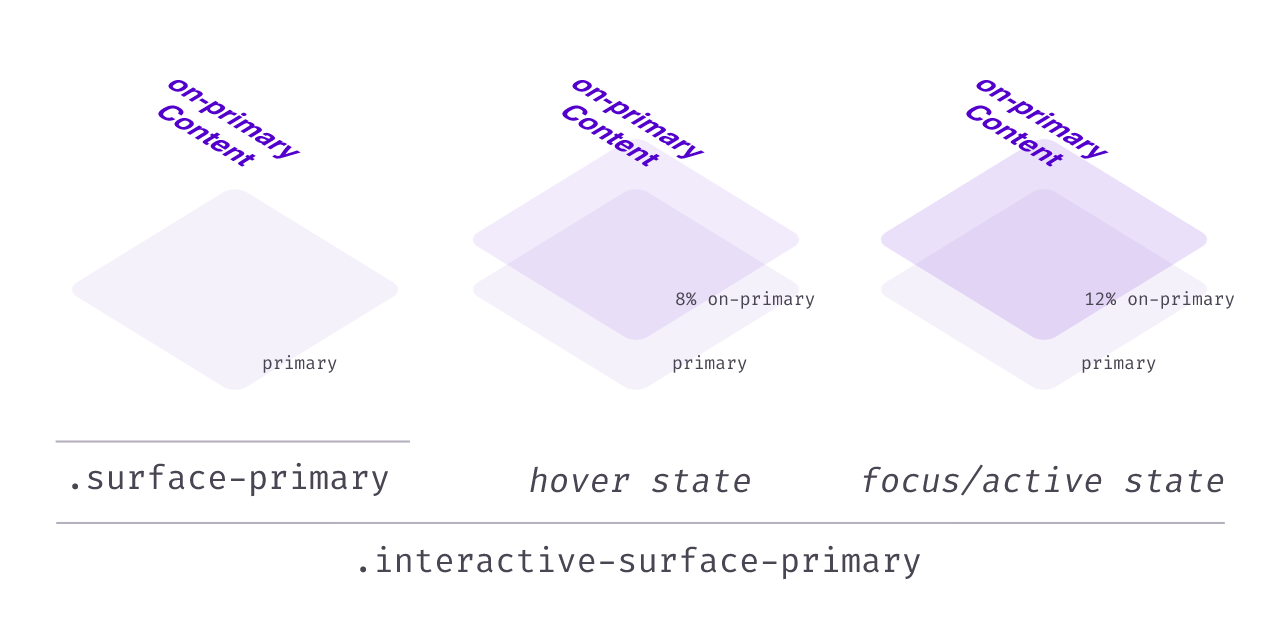 on-primary
Content
primary
on-primary
Content
8% on-primary
primary
on-primary
Content
12% on-primary
primary
.surface-primary
hover state
focus/active state
.interactive-surface-primary